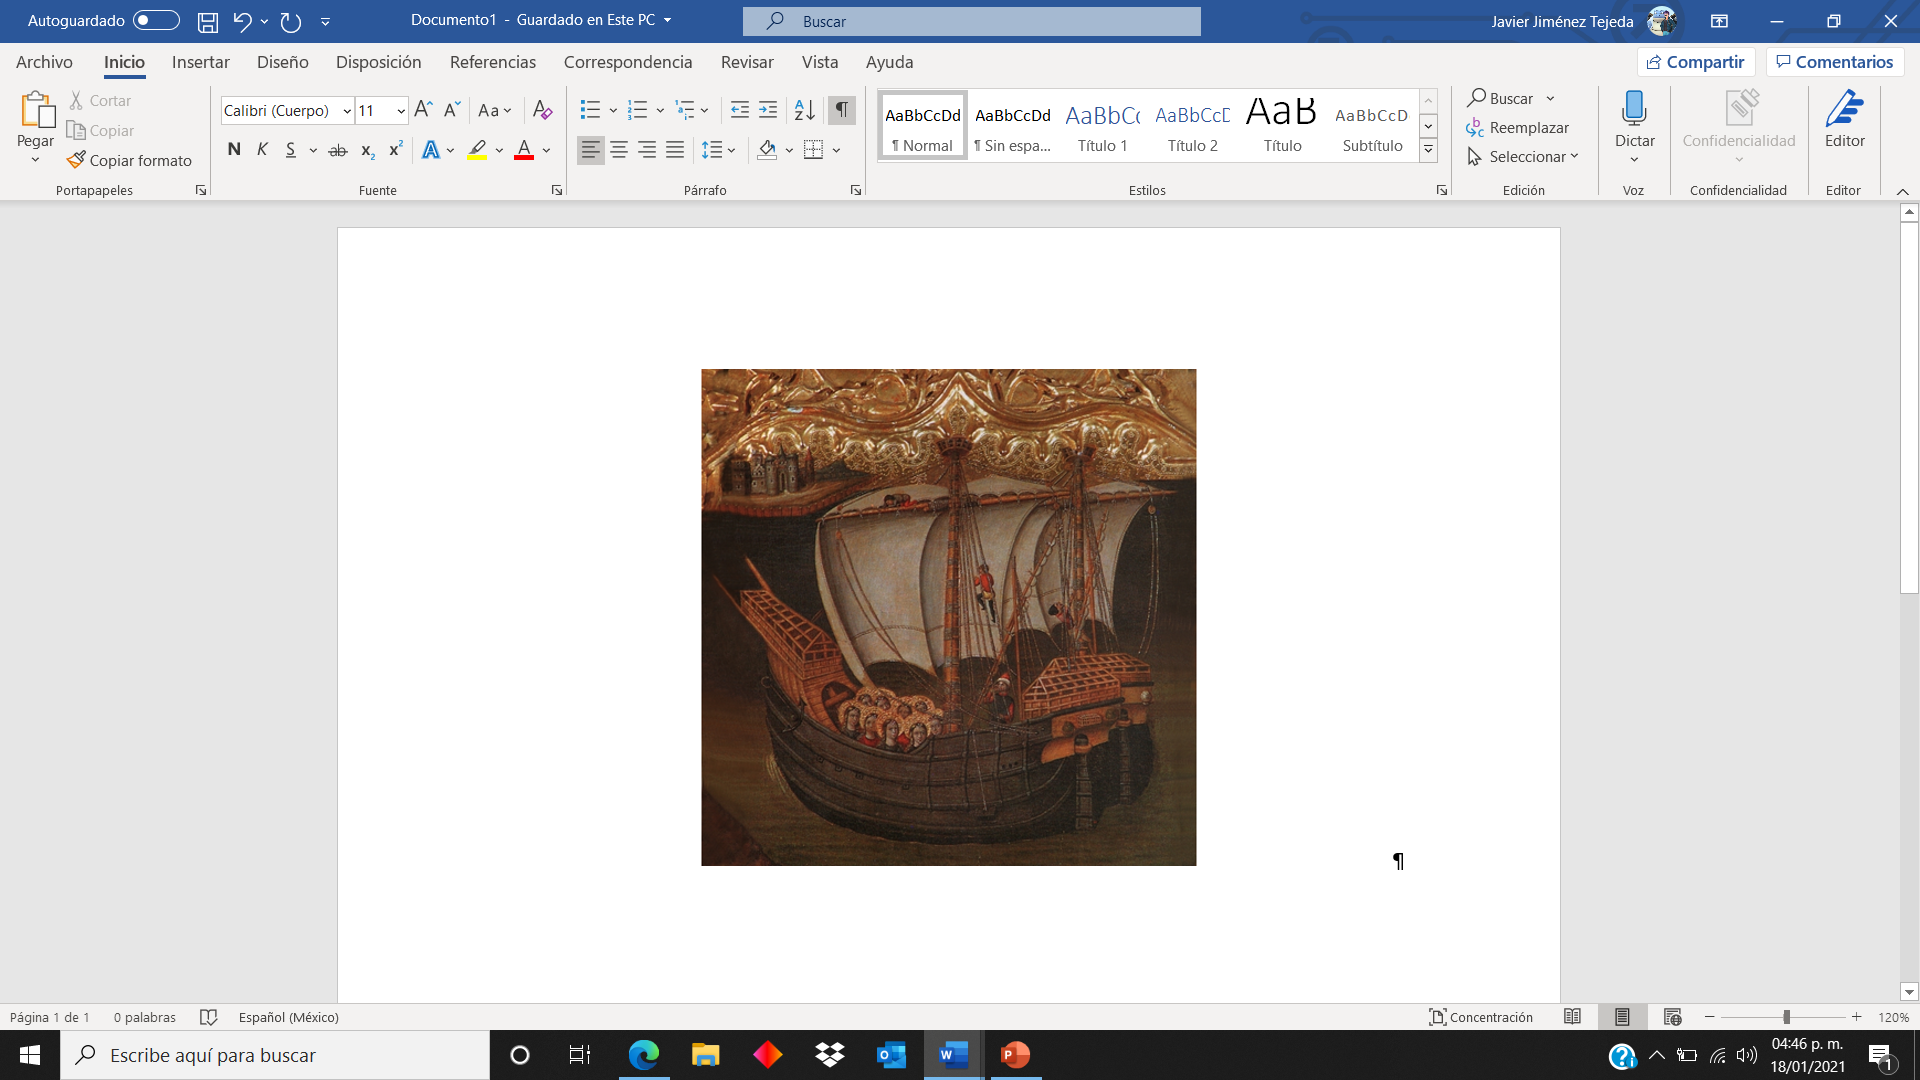 Autoguardado
Documento1 - Guardado en Este PC
Buscar
Javier Jiménez Tejeda
Archivo Inicio Insertar Diseño Disposición Referencias Correspondencia Revisar Vista Ayuda
Compartir Comentarios
Pegar
Cortar
Copiar
Copiar formato
Portapapeles
Calibri (Cuerpo) 11 A A Aa A
N K S ab x₂ x² A A
Fuente
A Z ¶
Párrafo
AaBbCcDd
¶ Normal
AaBbCcDd
¶ Sin espa...
AaBbCc
Título 1
AaBbCcD
Título 2
AaB
Título
AaBbCcD
Subtítulo
Estilos
Buscar
Reemplazar
Seleccionar
Edición
Dictar
Voz
Confidencialidad
Confidencialidad
Editor
Editor
¶
Página 1 de 1 0 palabras Español (México)
Concentración 120%
Escribe aquí para buscar
04:46 p. m.
18/01/2021
1